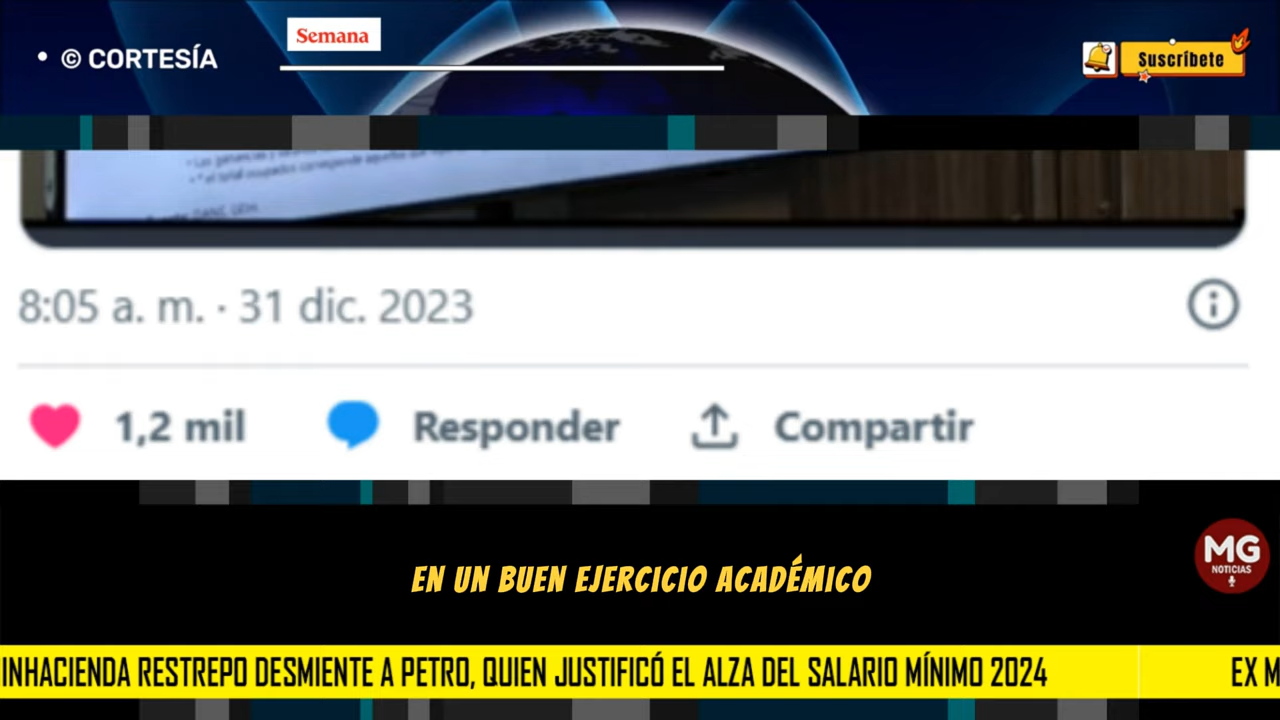 Semana
• © CORTESÍA
Suscríbete
8:05 a. m. · 31 dic. 2023
1,2 mil Responder Compartir
EN UN BUEN EJERCICIO ACADÉMICO
MG
NOTICIAS
INHACIENDA RESTREPO DESMIENTE A PETRO, QUIEN JUSTIFICÓ EL ALZA DEL SALARIO MÍNIMO 2024 EX M